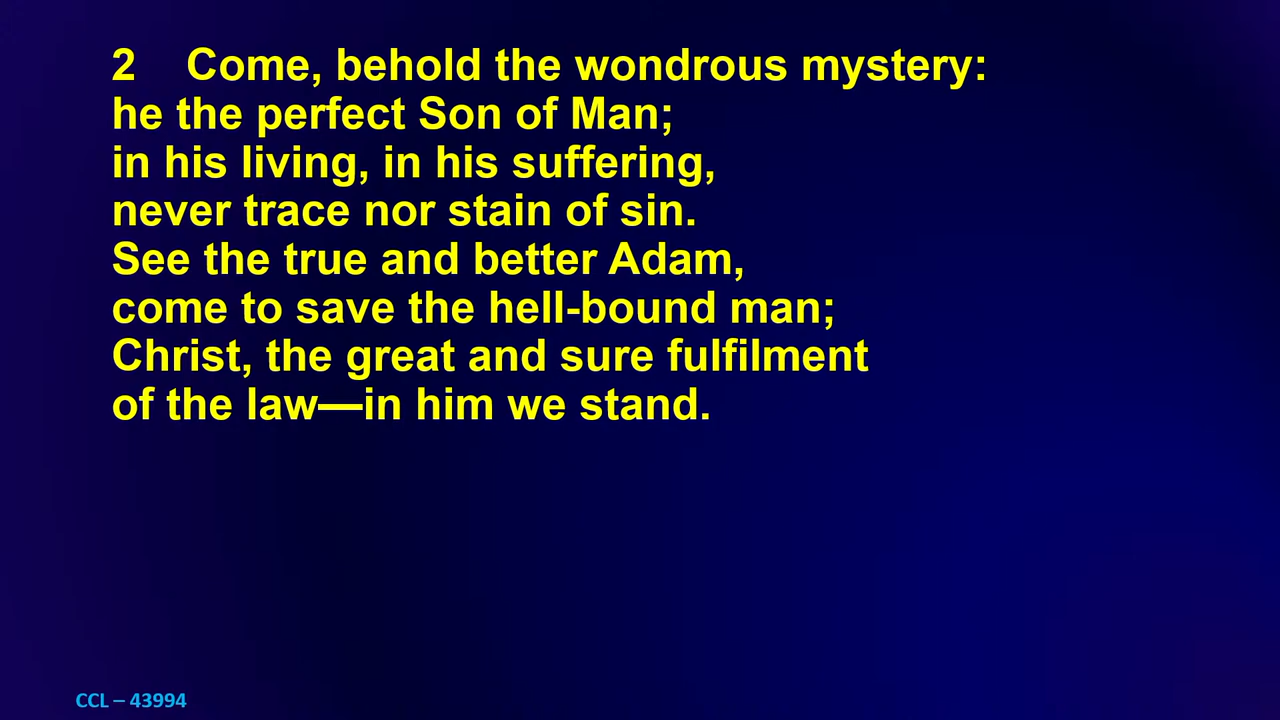 2 Come, behold the wondrous mystery:
he the perfect Son of Man;
in his living, in his suffering,
never trace nor stain of sin.
See the true and better Adam,
come to save the hell-bound man;
Christ, the great and sure fulfilment
of the law—in him we stand.
CCL – 43994